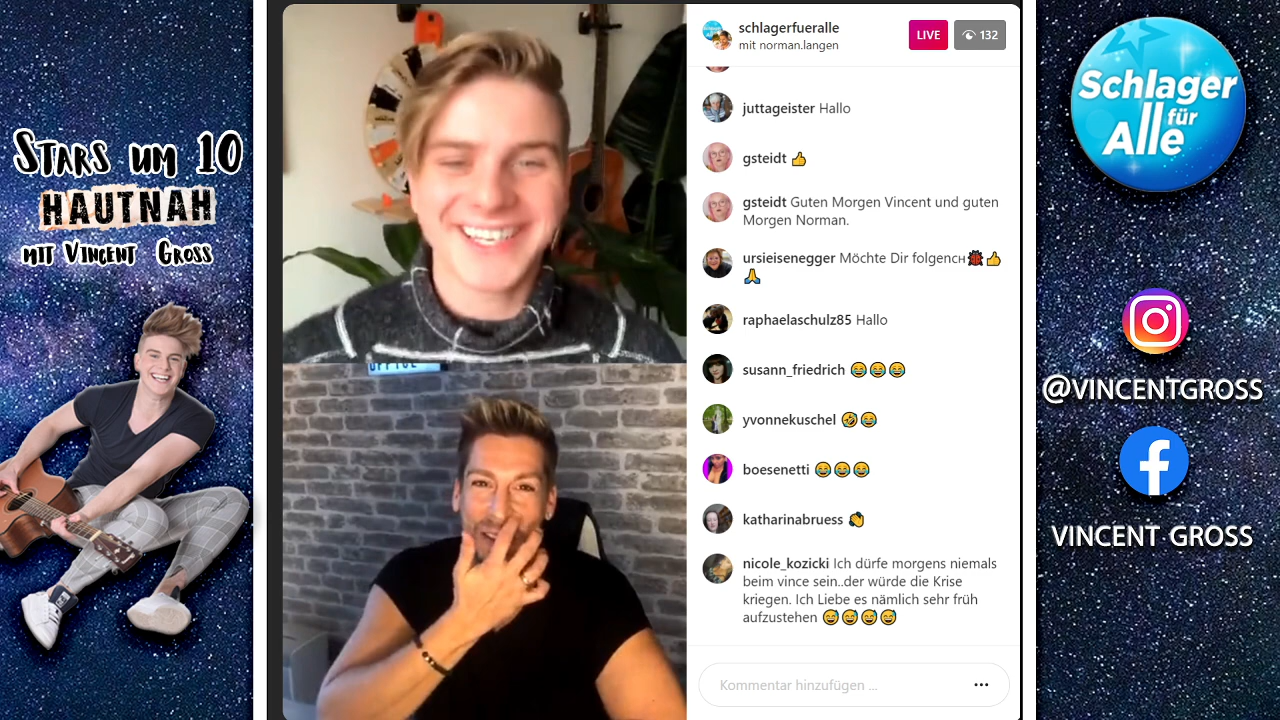 Stars um 10
HAUTNAH
mit Vincent Gross
schlagerfueralle
mit norman.langen
LIVE
132
juttageister Hallo
gsteidt 👍
gsteidt Guten Morgen Vincent und guten
Morgen Norman.
ursieisenegger Möchte Dir folgencн🐞👍
🙏
raphaelaschulz85 Hallo
susann_friedrich 😂😂😂
yvonnekuschel 🤣😂
boesenetti 😂😂😂
katharinabruess 👏
nicole_kozicki Ich dürfe morgens niemals
beim vince sein..der würde die Krise
kriegen. Ich Liebe es nämlich sehr früh
aufzustehen 😅😅😅😅
Kommentar hinzufügen ...
Schlager
für
Alle
@VINCENTGROSS
VINCENT GROSS